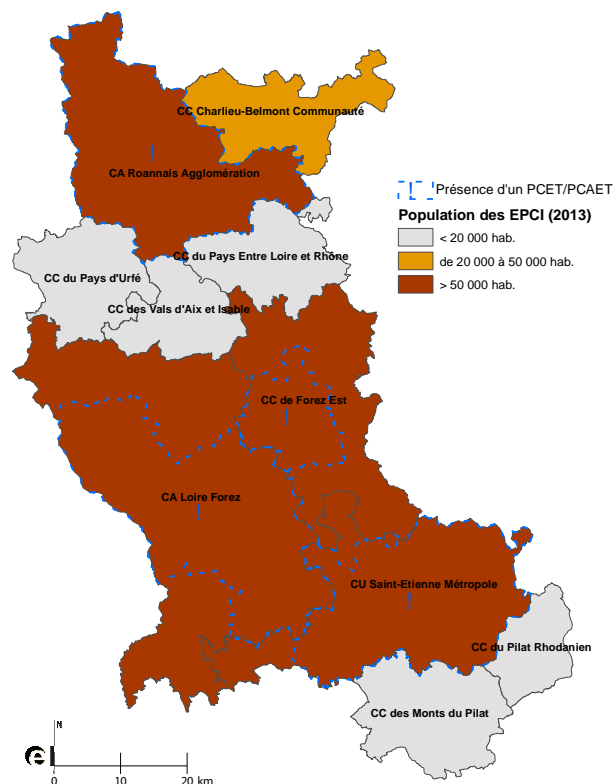 CC Charlieu-Belmont Communauté
CA Roannais Agglomération
Présence d'un PCET/PCAET
Population des EPCI (2013)
< 20 000 hab.
de 20 000 à 50 000 hab.
> 50 000 hab.
CC du Pays Entre Loire et Rhône
CC du Pays d'Urfé
CC des Vals d'Aix et Isable
CC de Forez Est
CA Loire Forez
CU Saint-Etienne Métropole
CC du Pilat Rhodanien
CC des Monts du Pilat
N
e
0 10 20 km